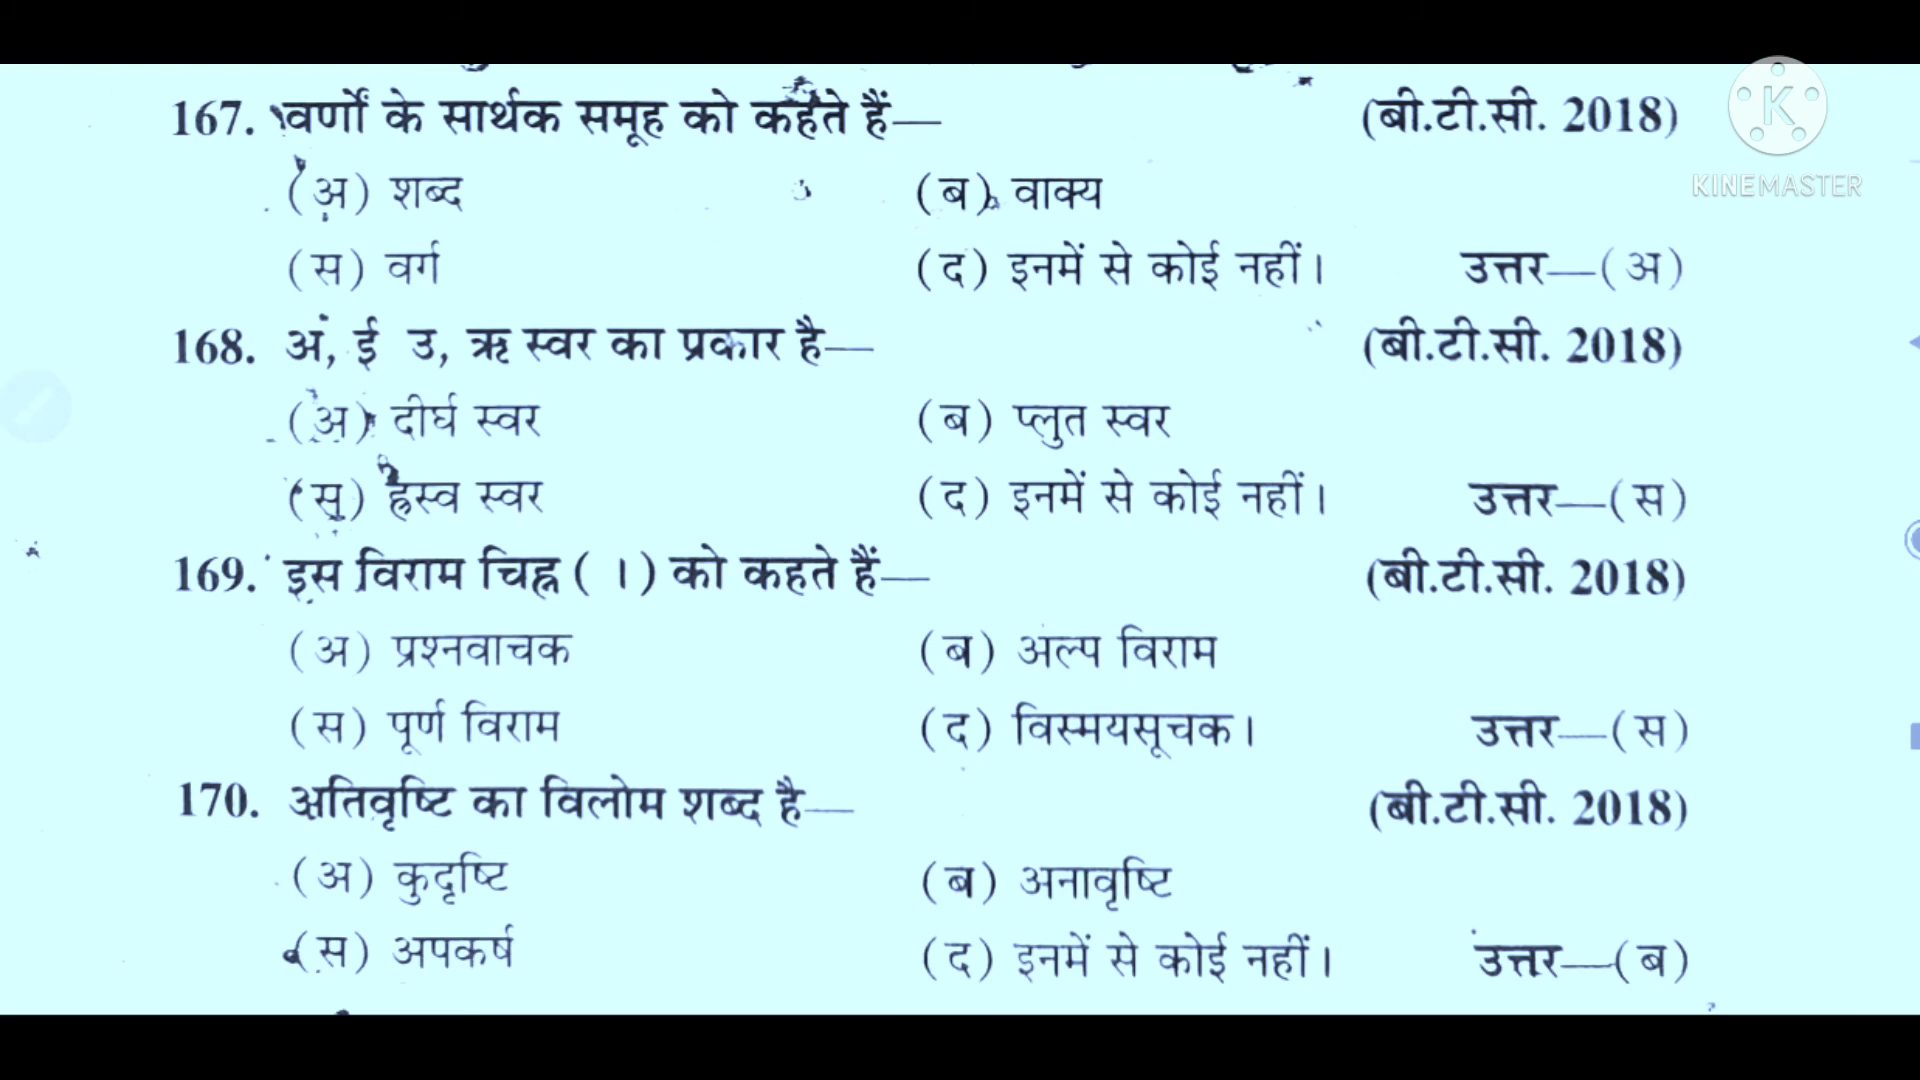 167. वर्णों के सार्थक समूह को कहते हैं— (बी.टी.सी. 2018)
(अ) शब्द (ब) वाक्य
(स) वर्ग (द) इनमें से कोई नहीं। उत्तर—(अ)
168. अ, ई उ, ऋ स्वर का प्रकार है— (बी.टी.सी. 2018)
(अ) दीर्घ स्वर (ब) प्लुत स्वर
(स) ह्रस्व स्वर (द) इनमें से कोई नहीं। उत्तर—(स)
169. इस विराम चिह्न ( । ) को कहते हैं— (बी.टी.सी. 2018)
(अ) प्रश्नवाचक (ब) अल्प विराम
(स) पूर्ण विराम (द) विस्मयसूचक। उत्तर—(स)
170. अतिवृष्टि का विलोम शब्द है— (बी.टी.सी. 2018)
(अ) कुदृष्टि (ब) अनावृष्टि
(स) अपकर्ष (द) इनमें से कोई नहीं। उत्तर—(ब)
K
KINEMASTER